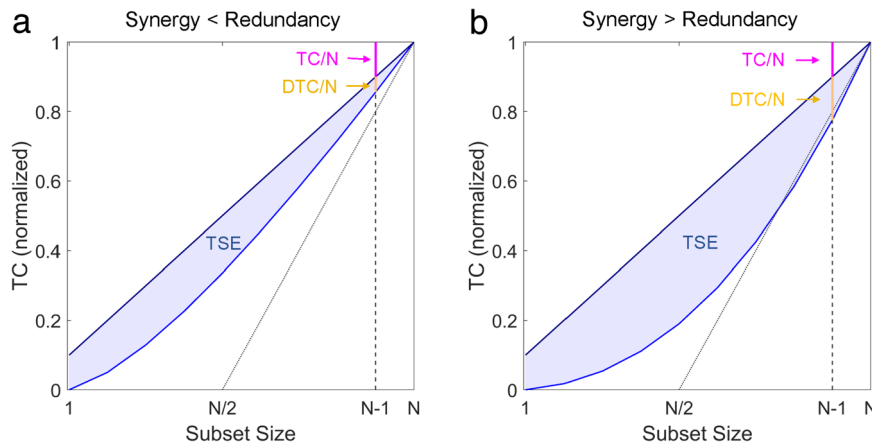 a
Synergy < Redundancy
1
0.8
0.6
0.4
0.2
0
TC (normalized)
TC/N
DTC/N
TSE
1
N/2
N-1
N
Subset Size
b
Synergy > Redundancy
1
0.8
0.6
0.4
0.2
0
TC (normalized)
TC/N
DTC/N
TSE
1
N/2
N-1
N
Subset Size